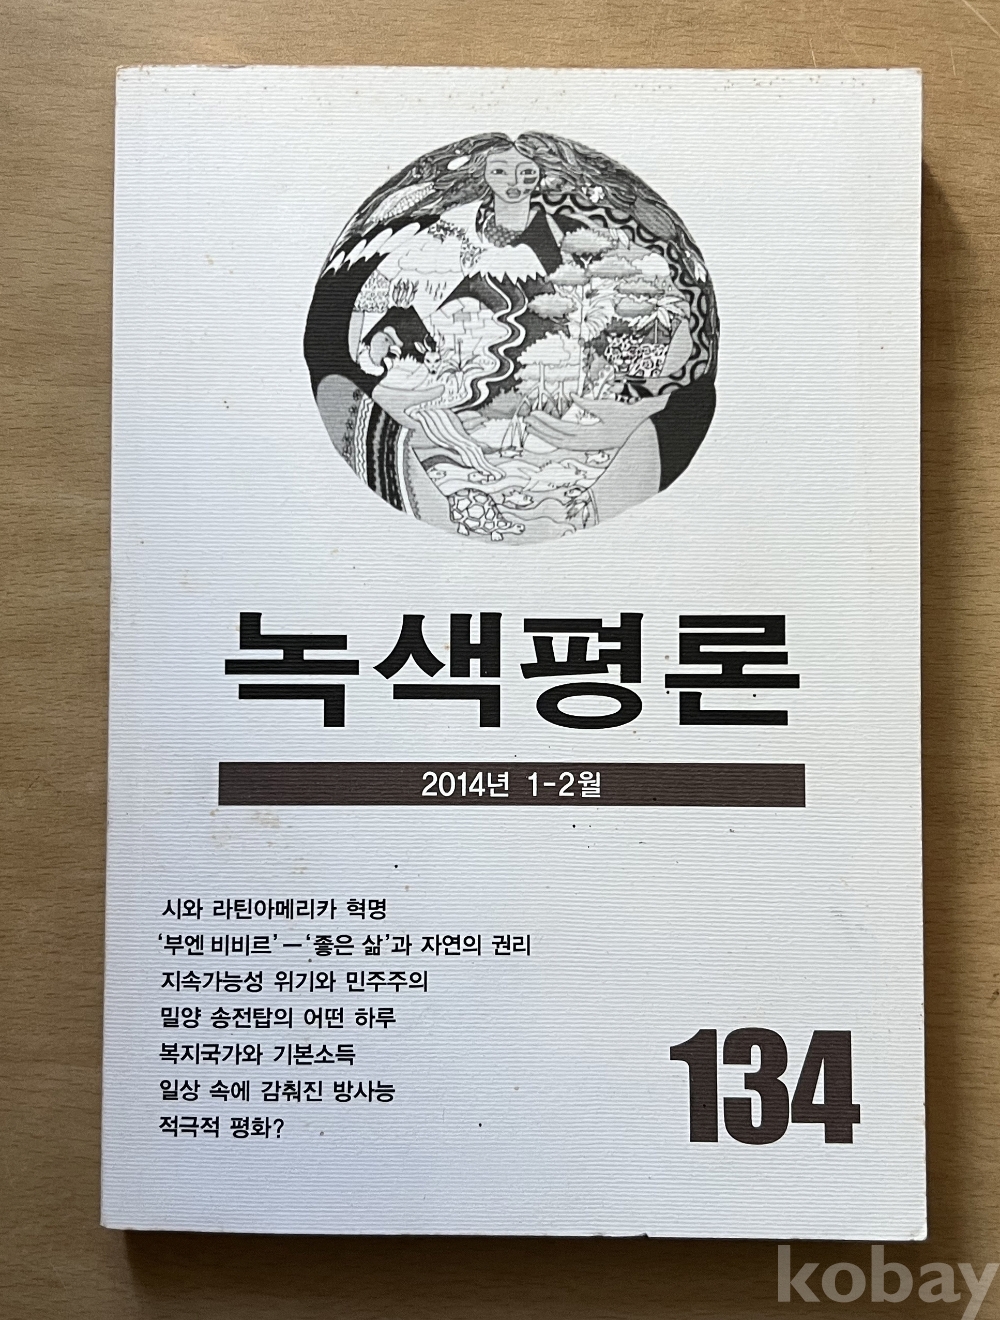 녹색평론
2014년 1-2월
시와 라틴아메리카 혁명
‘부엔 비비르’—‘좋은 삶’과 자연의 권리
지속가능성 위기와 민주주의
밀양 송전탑의 어떤 하루
복지국가와 기본소득
일상 속에 감춰진 방사능
적극적 평화?
134
kobay